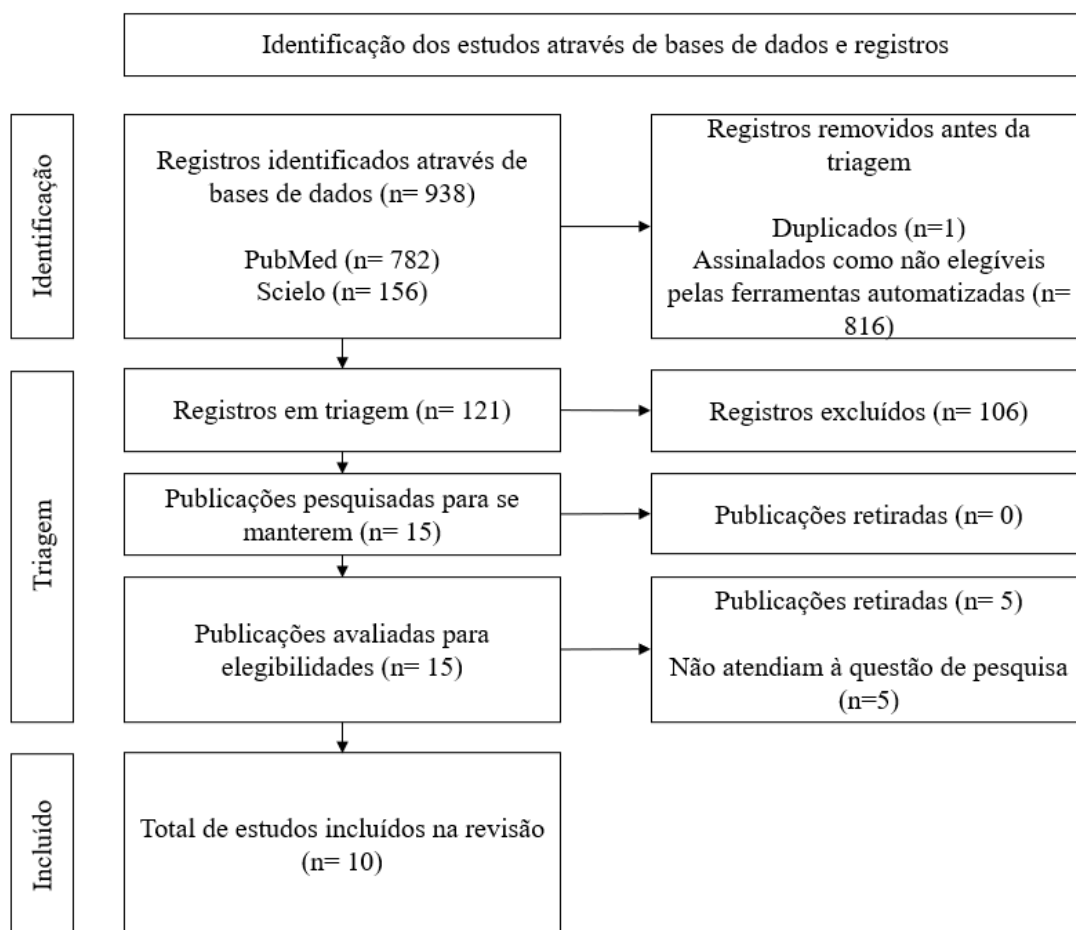 Identificação dos estudos através de bases de dados e registros
Identificação
Registros identificados através de
bases de dados (n= 938)
PubMed (n= 782)
Scielo (n= 156)
Registros removidos antes da
triagem
Duplicados (n=1)
Assinalados como não elegíveis
pelas ferramentas automatizadas (n=
816)
Triagem
Registros em triagem (n= 121)
Registros excluídos (n= 106)
Publicações pesquisadas para se
manterem (n= 15)
Publicações retiradas (n= 0)
Publicações avaliadas para
elegibilidades (n= 15)
Publicações retiradas (n= 5)
Não atendiam à questão de pesquisa
(n=5)
Incluído
Total de estudos incluídos na revisão
(n= 10)